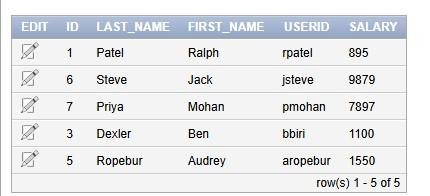 EDIT ID LAST_NAME FIRST_NAME USERID SALARY
1 Patel Ralph rpatel 895
6 Steve Jack jsteve 9879
7 Priya Mohan pmohan 7897
3 Dexler Ben bbiri 1100
5 Ropebur Audrey aropebur 1550
row(s) 1 - 5 of 5